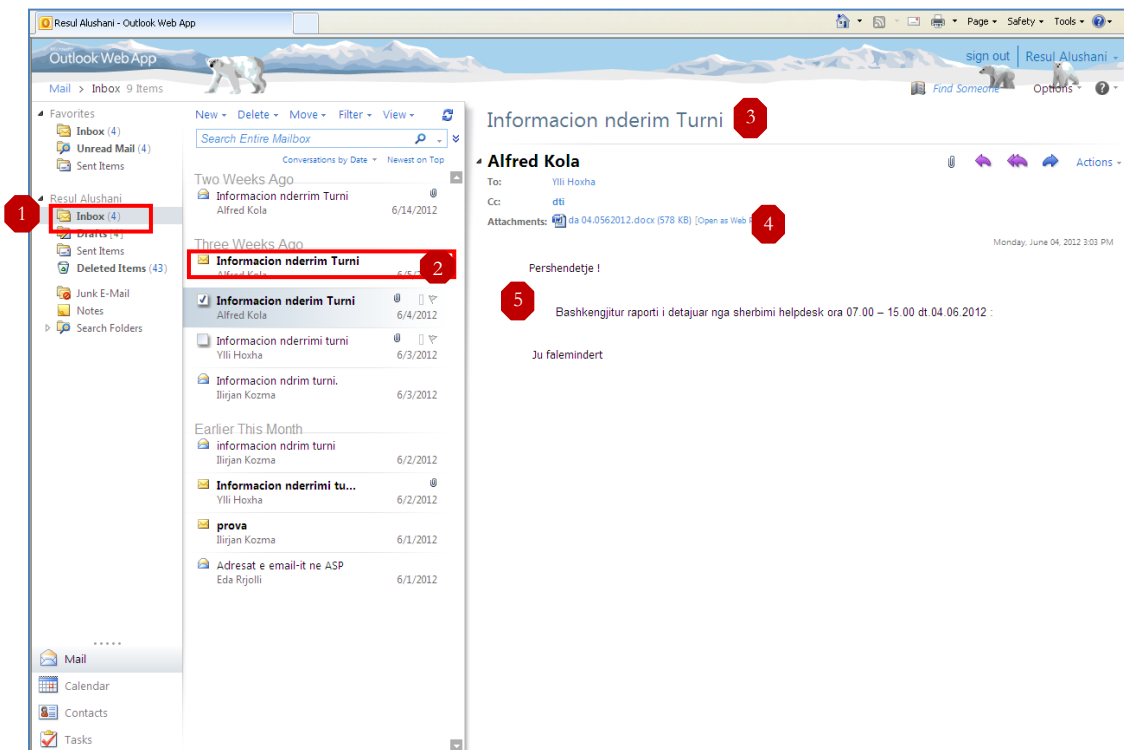 Resul Alushani - Outlook Web App
Page Safety Tools
Microsoft
Outlook Web App
sign out Resul Alushani
Mail > Inbox 9 Items
Find Someone Options
Favorites
Inbox (4)
Unread Mail (4)
Sent Items
1
Resul Alushani
Inbox (4)
Drafts (4)
Sent Items
Deleted Items (43)
Junk E-Mail
Notes
Search Folders
Mail
Calendar
Contacts
Tasks
New Delete Move Filter View
Search Entire Mailbox
Conversations by Date Newest on Top
Two Weeks Ago
Informacion nderrim Turni
Alfred Kola 6/14/2012
Three Weeks Ago
Informacion nderrim Turni
2
Alfred Kola
Informacion nderim Turni
Alfred Kola 6/4/2012
Informacion nderrimi turni
Ylli Hoxha 6/3/2012
Informacion ndrim turni.
Ilirjan Kozma 6/3/2012
Earlier This Month
informacion ndrim turni
Ilirjan Kozma 6/2/2012
Informacion nderrimi tu...
Ylli Hoxha 6/2/2012
prova
Ilirjan Kozma 6/1/2012
Adresat e email-it ne ASP
Eda Rrjolli 6/1/2012
Informacion nderim Turni 3
Alfred Kola
Actions
To: Ylli Hoxha
Cc: dti
Attachments: da 04.0562012.docx (578 KB) [Open as Web
4
Monday, June 04, 2012 3:03 PM
Pershendetje !
5
Bashkengjitur raporti i detajuar nga sherbimi helpdesk ora 07.00 – 15.00 dt.04.06.2012 :
Ju falemindert